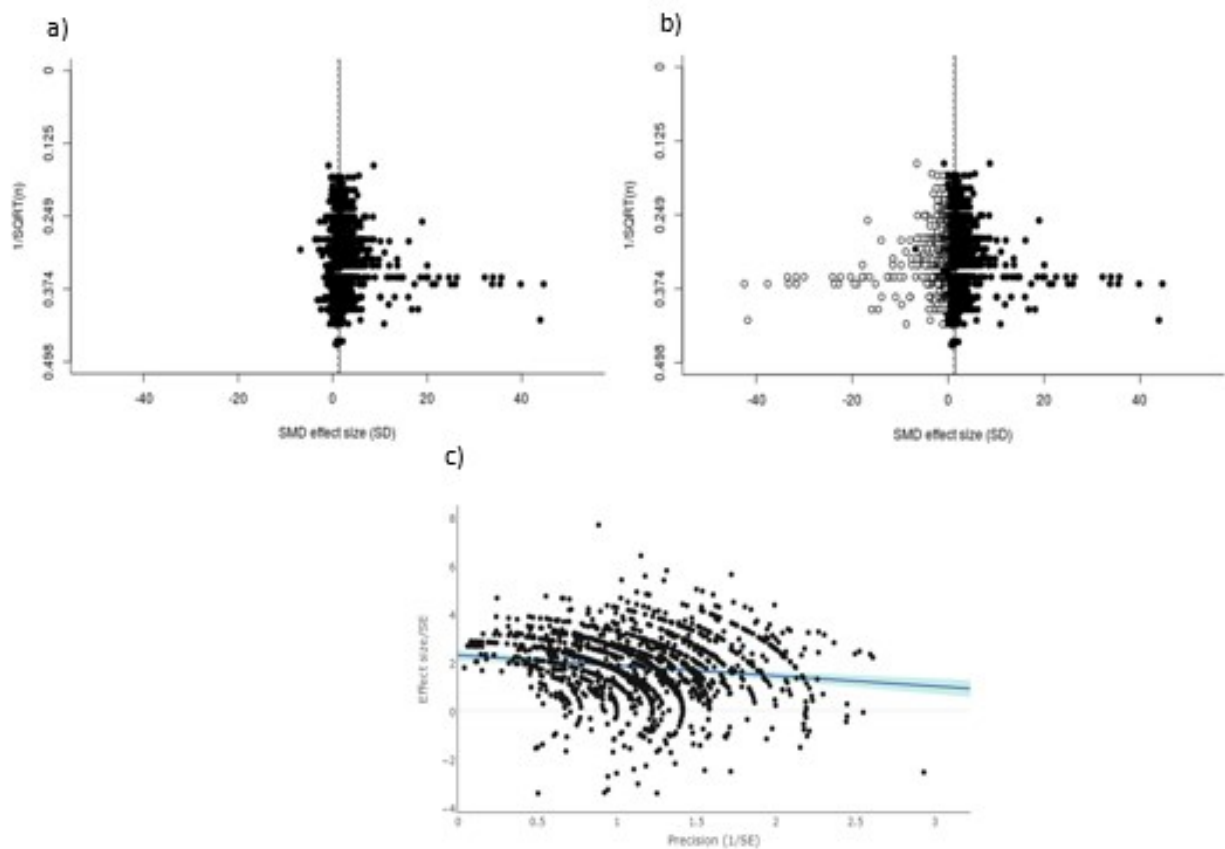 a)
0
0.125
0.249
0.374
0.498
1/SQRT(n)
-40 -20 0 20 40
SMD effect size (SD)
b)
0
0.125
0.249
0.374
0.498
1/SQRT(n)
-40 -20 0 20 40
SMD effect size (SD)
c)
8
6
4
2
0
−2
−4
Effect size/SE
0 0.5 1 1.5 2 2.5 3
Precision (1/SE)